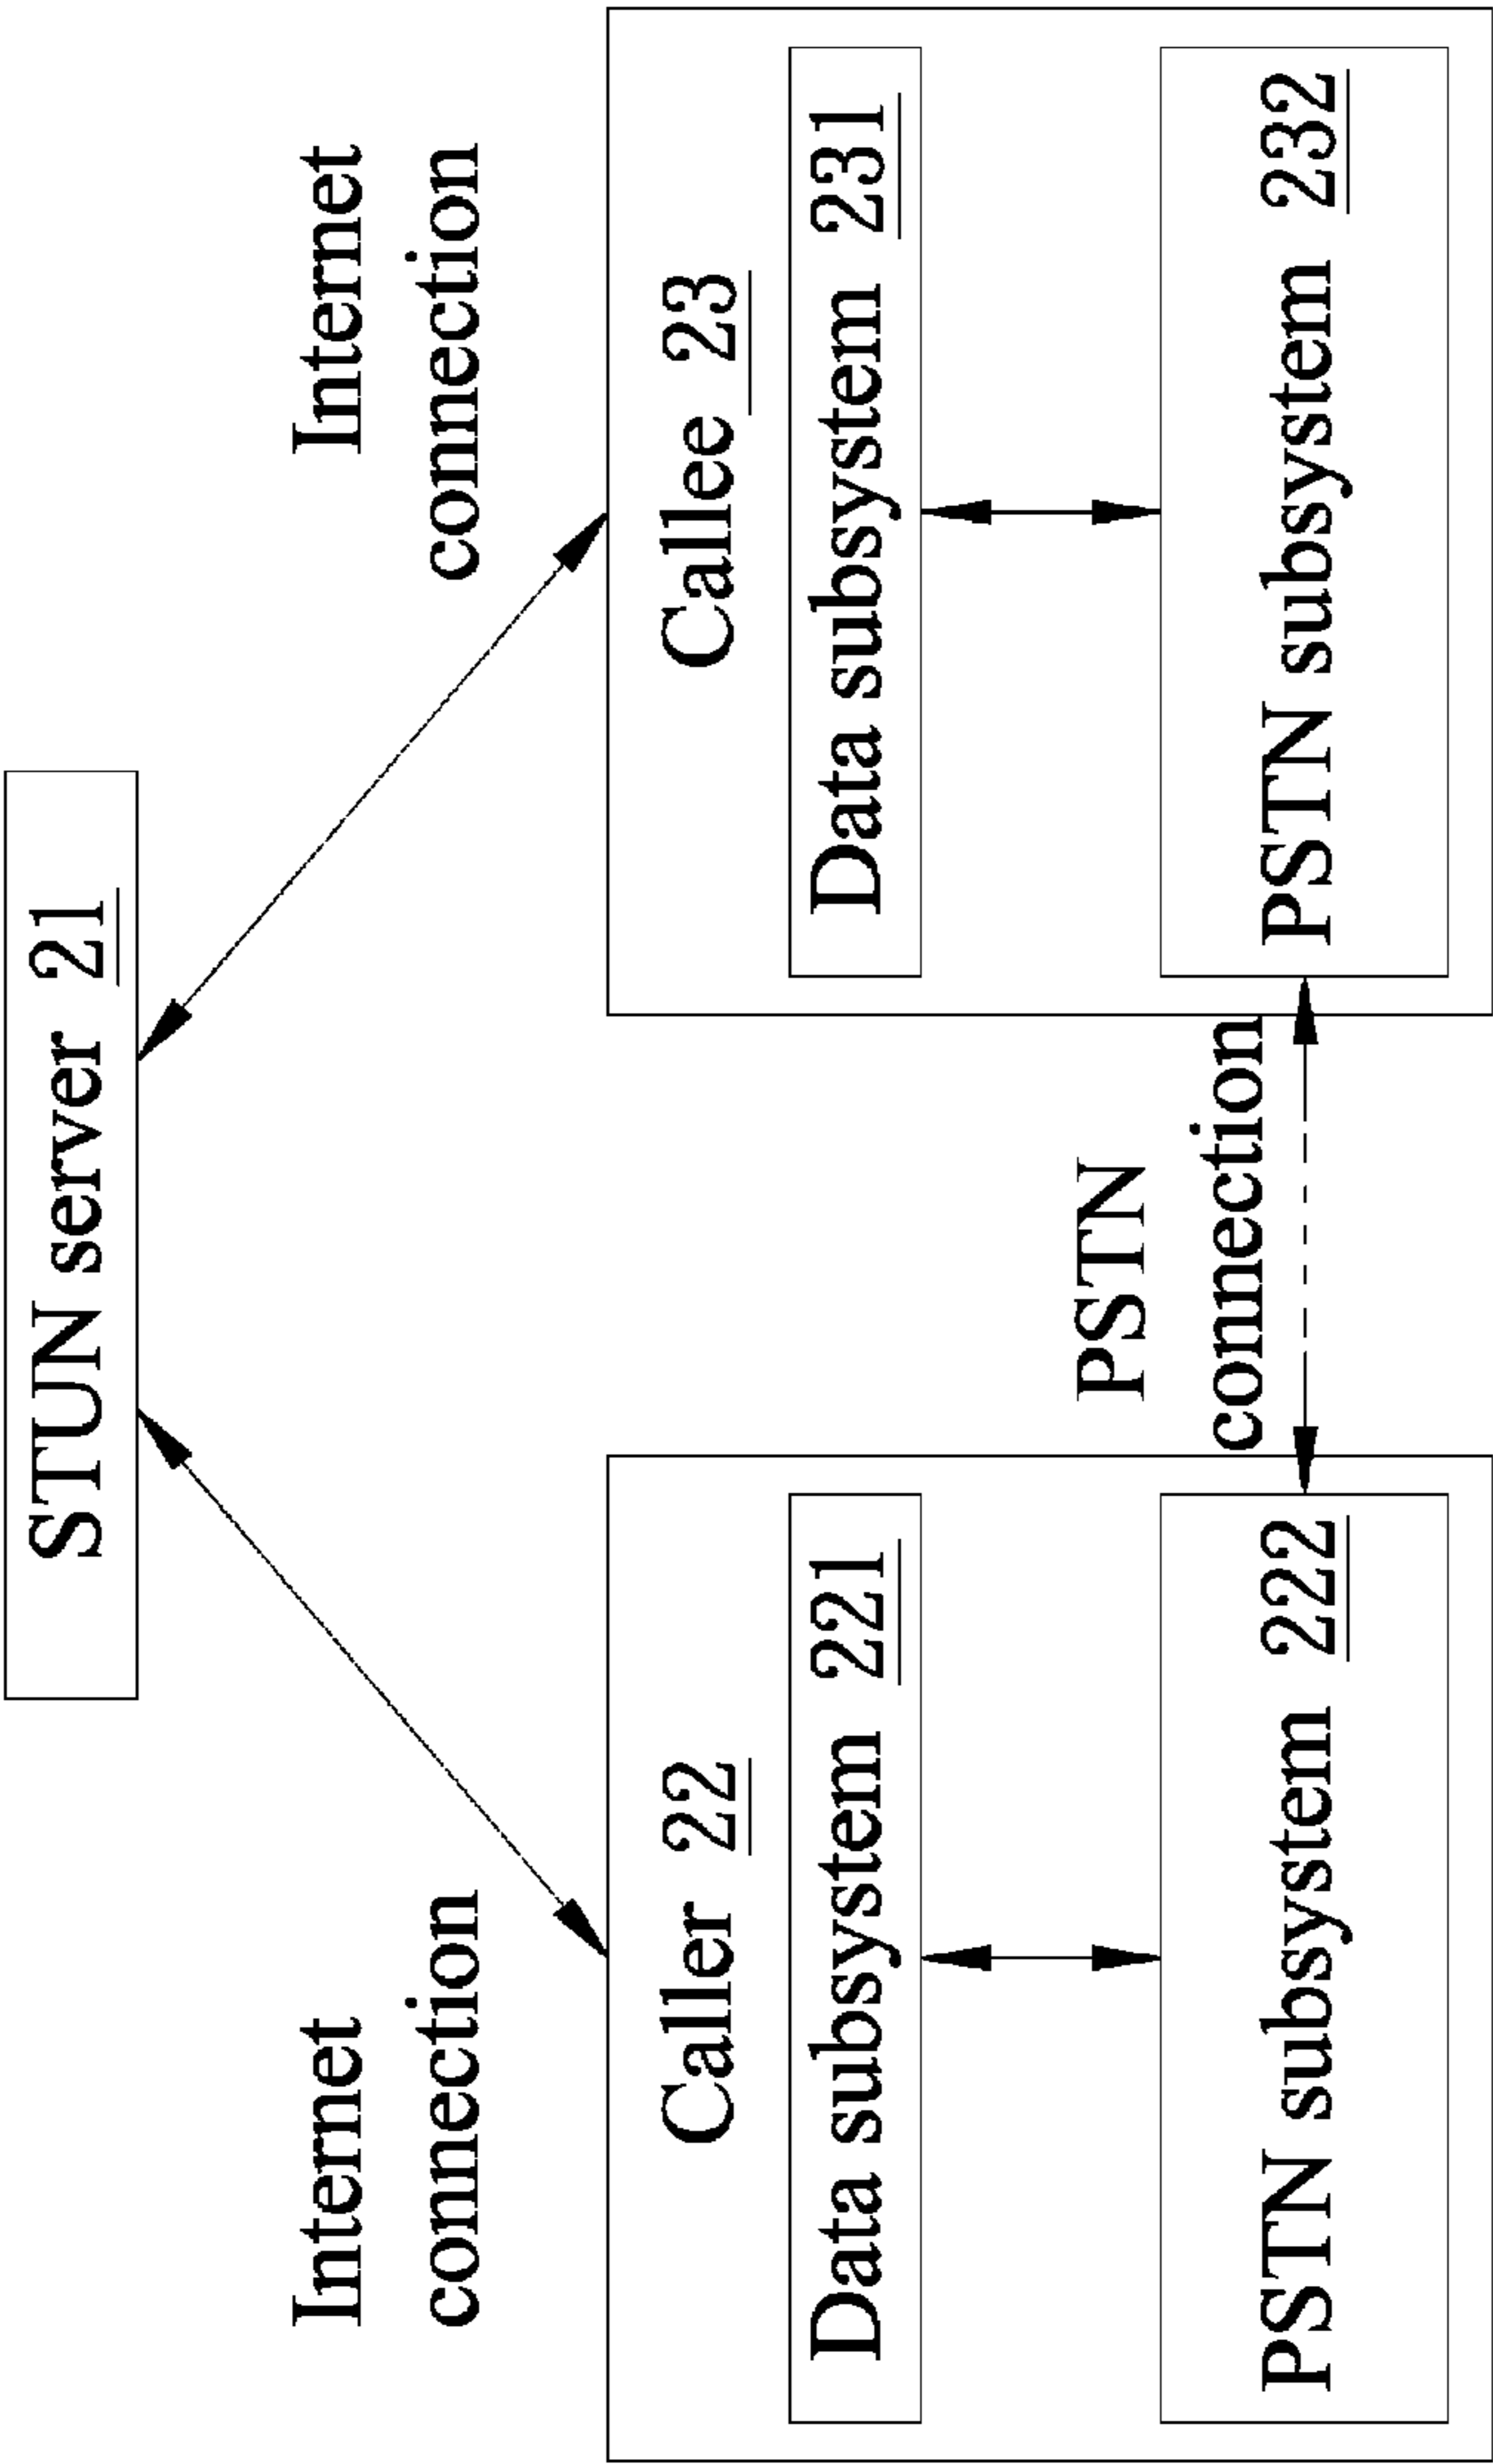 STUN server 21
Internet
connection
Internet
connection
Caller 22
Callee 23
Data subsystem 221
Data subsystem 231
PSTN
connection
PSTN subsystem 222
PSTN subsystem 232